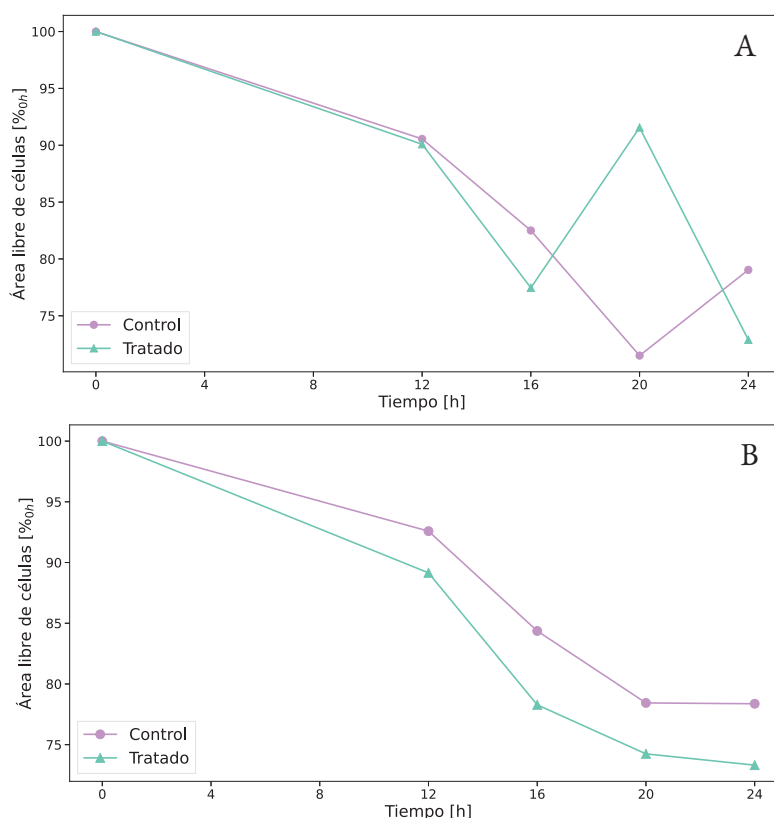 A
Área libre de células [%0h]
100
95
90
85
80
75
Control
Tratado
0 4 8 12 16 20 24
Tiempo [h]
B
Área libre de células [%0h]
100
95
90
85
80
75
Control
Tratado
0 4 8 12 16 20 24
Tiempo [h]